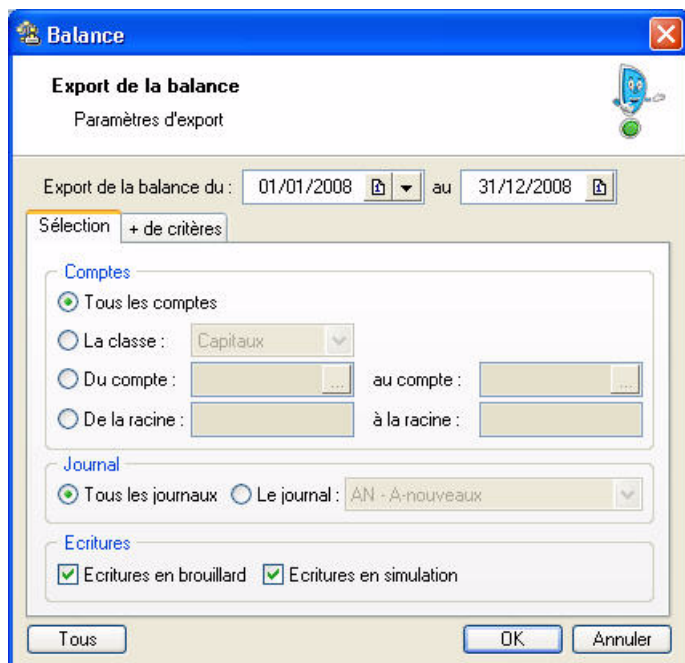 Balance
Export de la balance
Paramètres d'export
Export de la balance du : 01/01/2008 au 31/12/2008
Sélection + de critères
Comptes
Tous les comptes
La classe : Capitaux
Du compte : ... au compte : ...
De la racine : à la racine :
Journal
Tous les journaux Le journal : AN - A-nouveaux
Ecritures
Ecritures en brouillard Ecritures en simulation
Tous OK Annuler